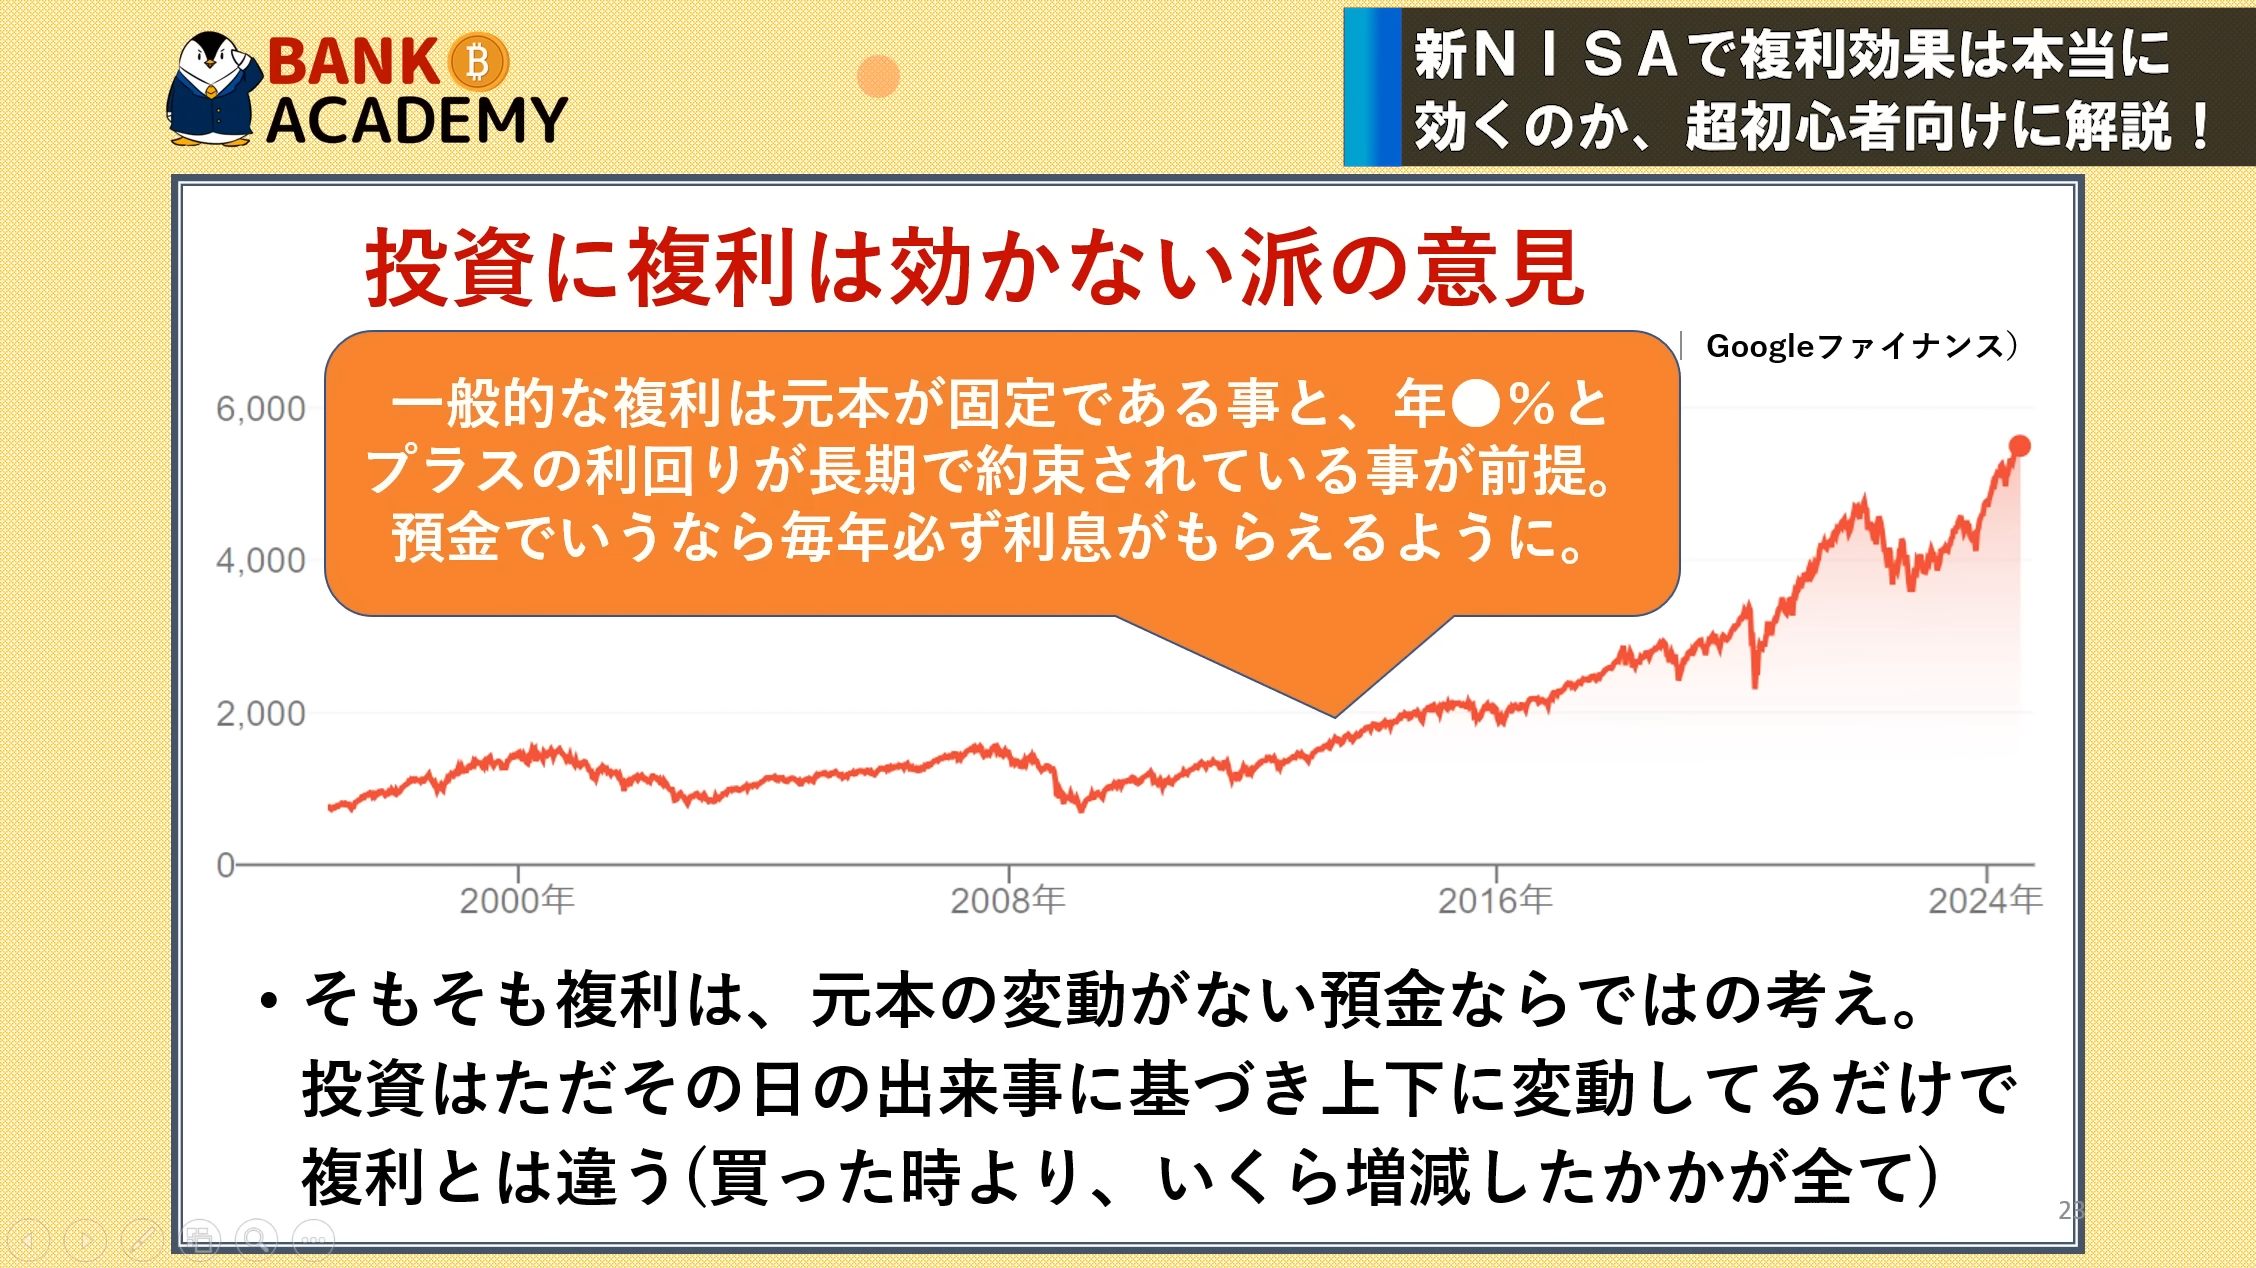 BANK
ACADEMY
新ＮＩＳＡで複利効果は本当に
効くのか、超初心者向けに解説！
投資に複利は効かない派の意見
Googleファイナンス）
一般的な複利は元本が固定である事と、年●％と
プラスの利回りが長期で約束されている事が前提。
預金でいうなら毎年必ず利息がもらえるように。
6,000
4,000
2,000
0
2000年
2008年
2016年
2024年
・そもそも複利は、元本の変動がない預金ならではの考え。
投資はただその日の出来事に基づき上下に変動してるだけで
複利とは違う(買った時より、いくら増減したかかが全て)
23